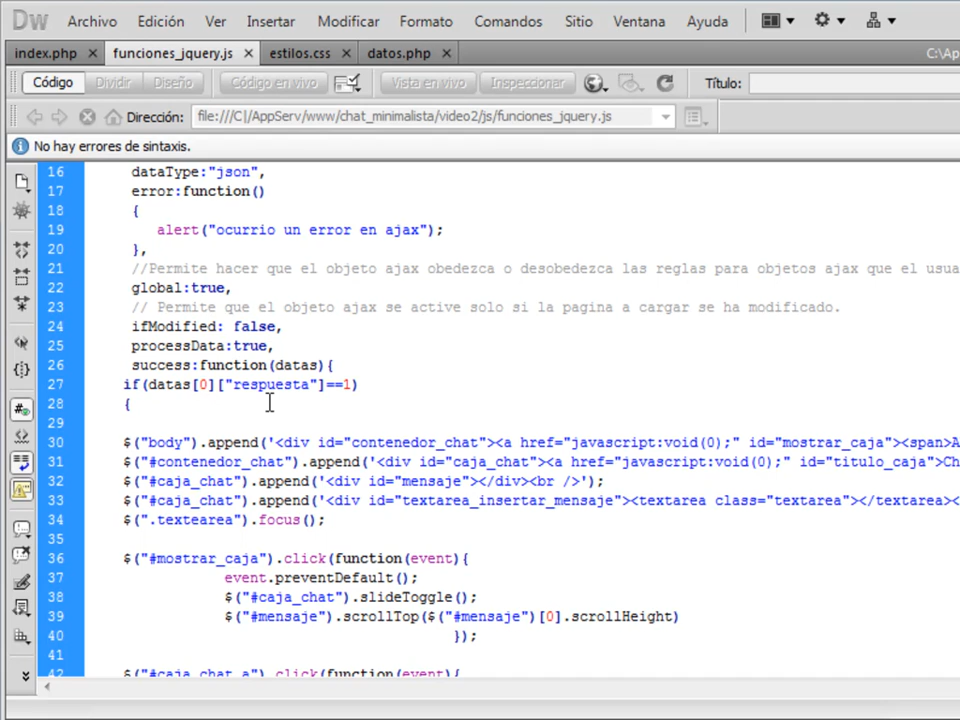 Dw Archivo Edición Ver Insertar Modificar Formato Comandos Sitio Ventana Ayuda
index.php funciones_jquery.js estilos.css datos.php C:\Ap
Código Dividir Diseño Código en vivo Vista en vivo Inspeccionar Título:
Dirección: file:///C|/AppServ/www/chat_minimalista/video2/js/funciones_jquery.js
No hay errores de sintaxis.
16 dataType:"json",
17 error:function()
18 {
19 alert("ocurrio un error en ajax");
20 },
21 //Permite hacer que el objeto ajax obedezca o desobedezca las reglas para objetos ajax que el usua
22 global:true,
23 // Permite que el objeto ajax se active solo si la pagina a cargar se ha modificado.
24 ifModified: false,
25 processData:true,
26 success:function(datas){
27 if(datas[0]["respuesta"]==1)
28 {
29
30 $("body").append('<div id="contenedor_chat"><a href="javascript:void(0);" id="mostrar_caja"><span>A
31 $("#contenedor_chat").append('<div id="caja_chat"><a href="javascript:void(0);" id="titulo_caja">Ch
32 $("#caja_chat").append('<div id="mensaje"></div><br />');
33 $("#caja_chat").append('<div id="textarea_insertar_mensaje"><textarea class="textarea"></textarea><
34 $(".textearea").focus();
35
36 $("#mostrar_caja").click(function(event){
37 event.preventDefault();
38 $("#caja_chat").slideToggle();
39 $("#mensaje").scrollTop($("#mensaje")[0].scrollHeight)
40 });
41
42 $("#caja_chat a").click(function(event){